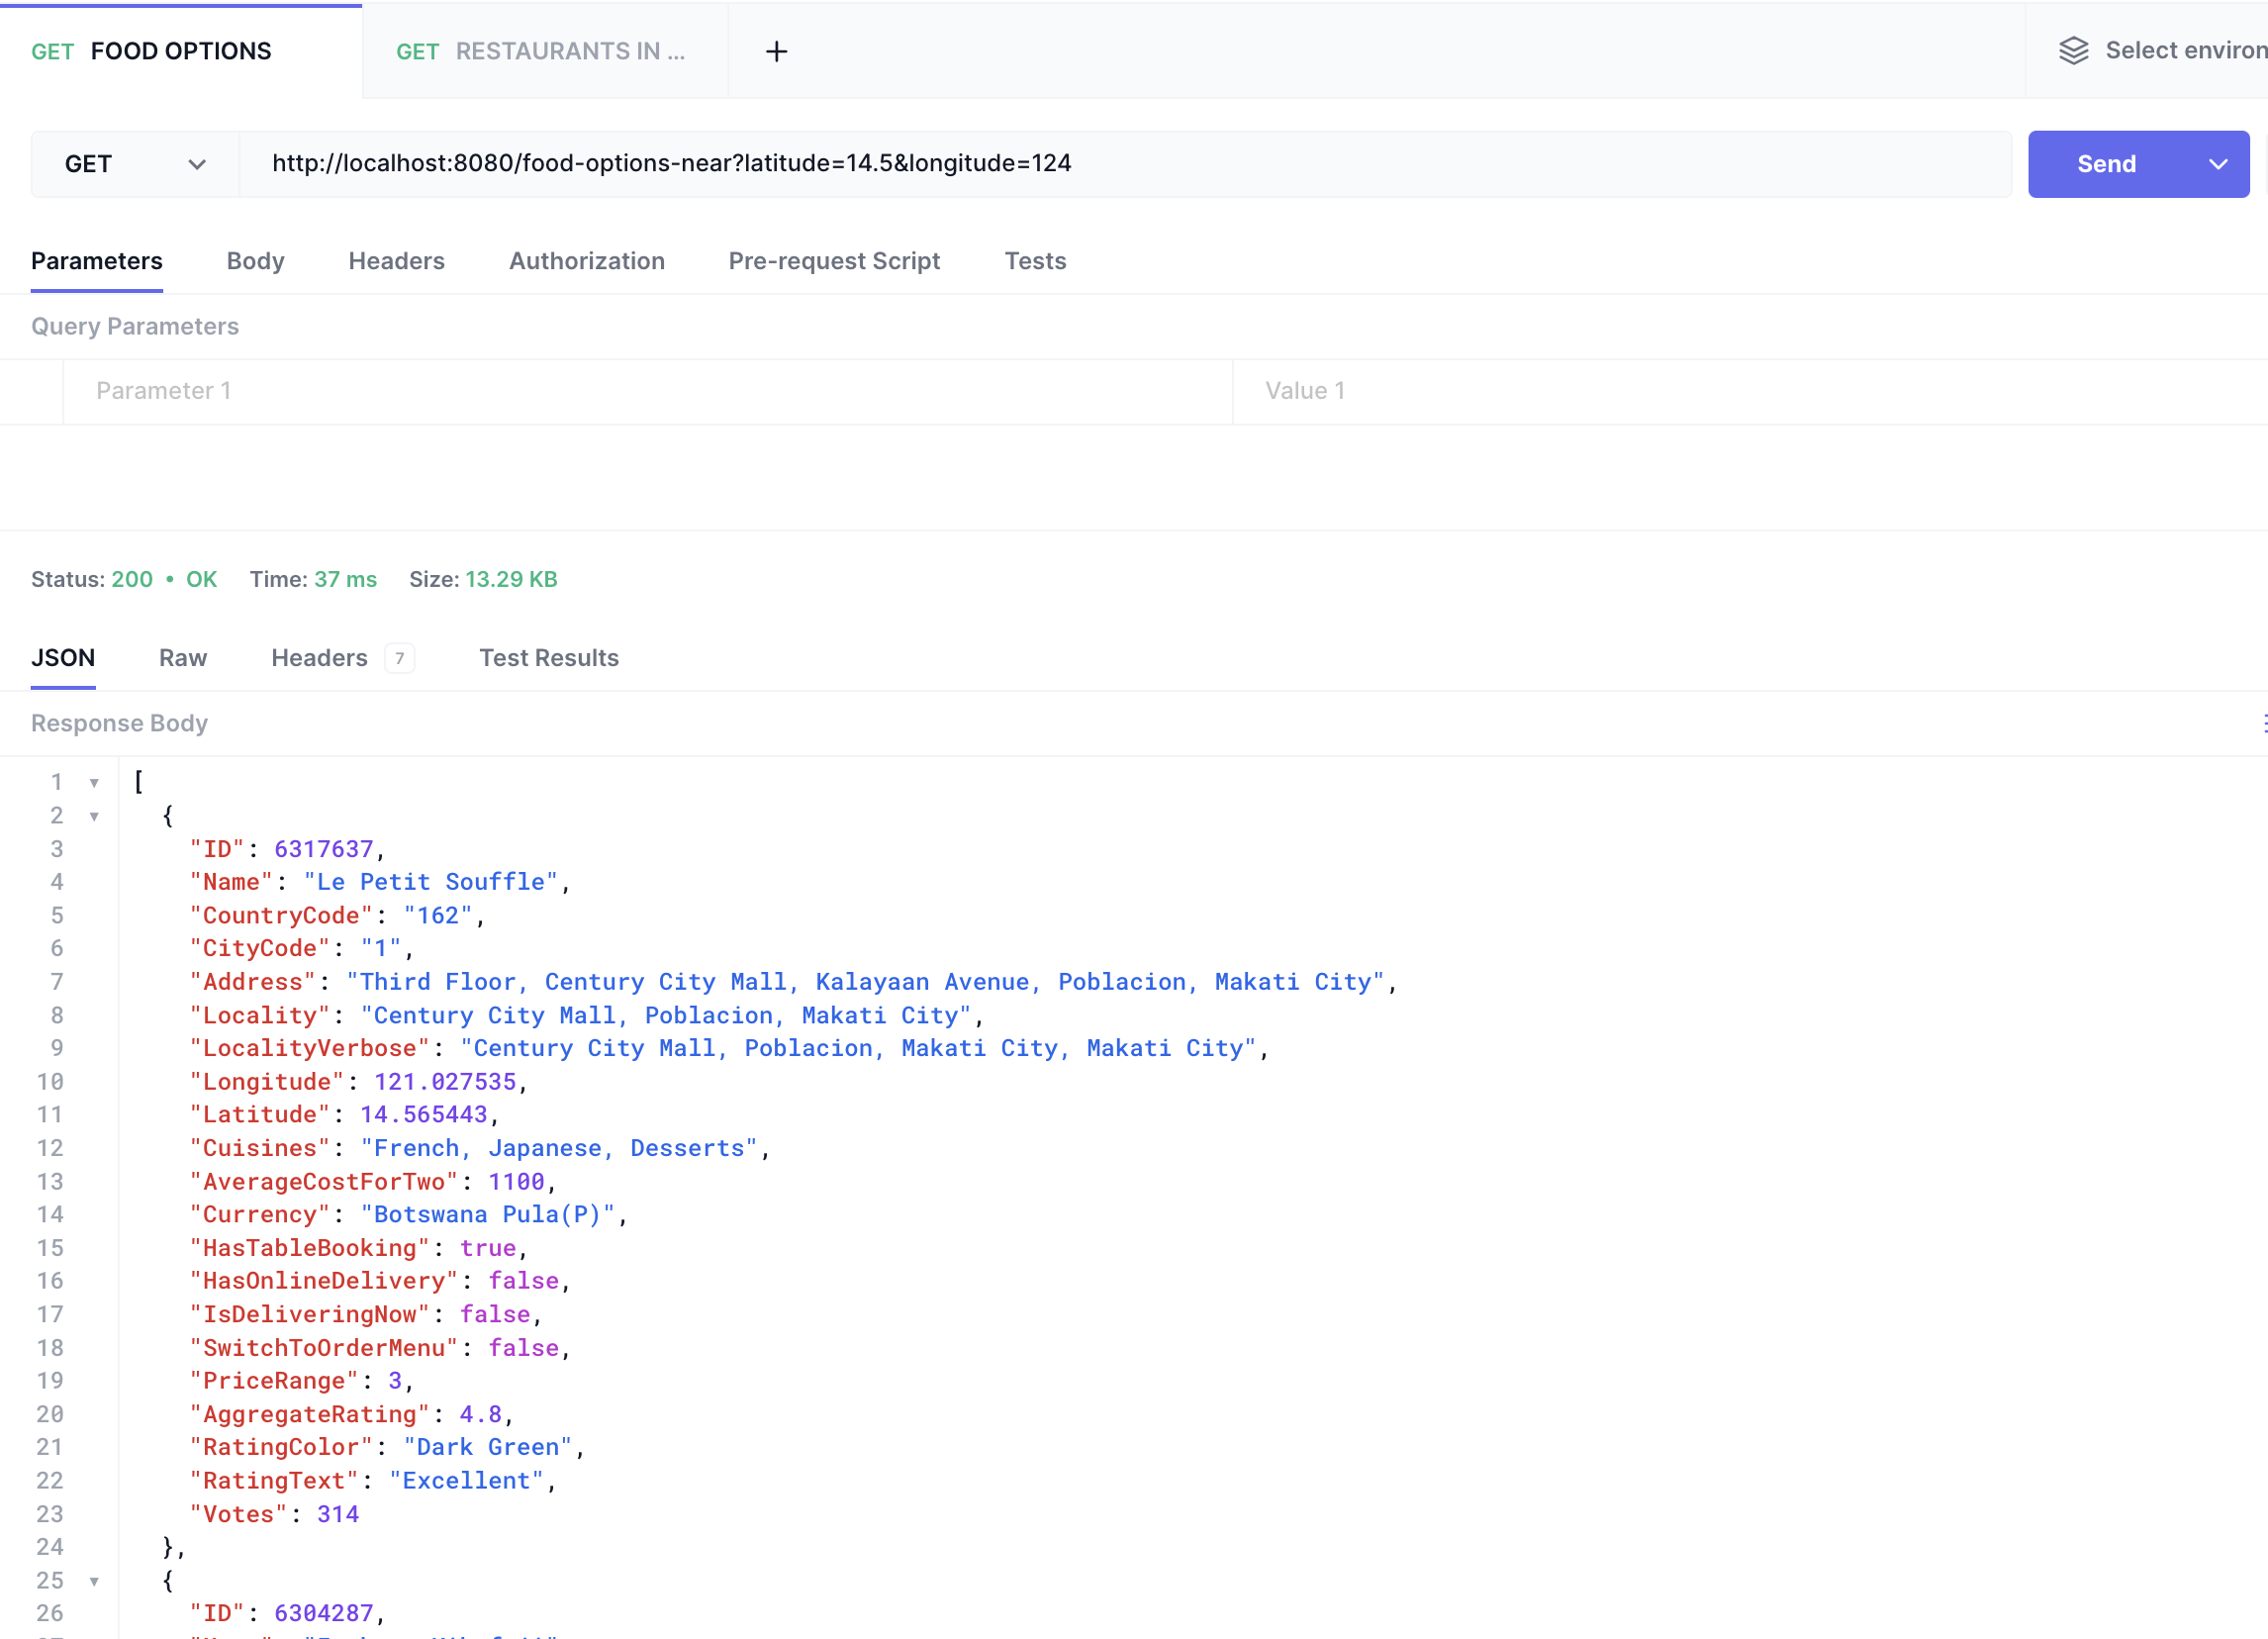 GET FOOD OPTIONS GET RESTAURANTS IN ... + Select environ
GET http://localhost:8080/food-options-near?latitude=14.5&longitude=124 Send
Parameters Body Headers Authorization Pre-request Script Tests
Query Parameters
Parameter 1 Value 1
Status: 200 • OK Time: 37 ms Size: 13.29 KB
JSON Raw Headers 7 Test Results
Response Body
1 [
2 {
3 "ID": 6317637,
4 "Name": "Le Petit Souffle",
5 "CountryCode": "162",
6 "CityCode": "1",
7 "Address": "Third Floor, Century City Mall, Kalayaan Avenue, Poblacion, Makati City",
8 "Locality": "Century City Mall, Poblacion, Makati City",
9 "LocalityVerbose": "Century City Mall, Poblacion, Makati City, Makati City",
10 "Longitude": 121.027535,
11 "Latitude": 14.565443,
12 "Cuisines": "French, Japanese, Desserts",
13 "AverageCostForTwo": 1100,
14 "Currency": "Botswana Pula(P)",
15 "HasTableBooking": true,
16 "HasOnlineDelivery": false,
17 "IsDeliveringNow": false,
18 "SwitchToOrderMenu": false,
19 "PriceRange": 3,
20 "AggregateRating": 4.8,
21 "RatingColor": "Dark Green",
22 "RatingText": "Excellent",
23 "Votes": 314
24 },
25 {
26 "ID": 6304287,